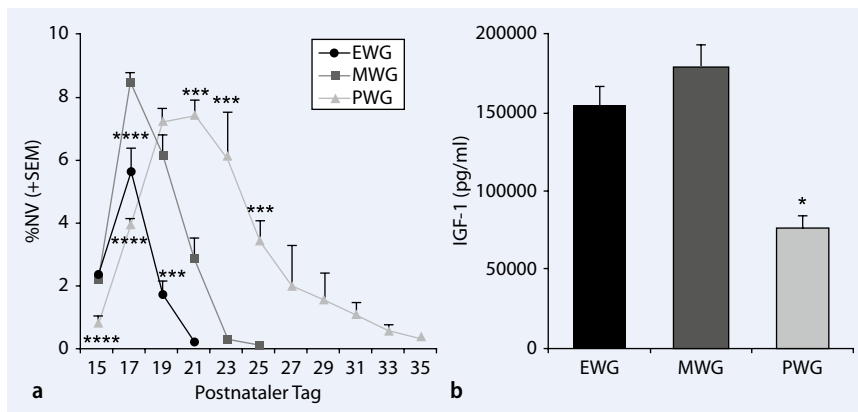 10
8
6
4
2
0
%NV (+SEM)
EWG
MWG
PWG
****
****
****
***
***
***
***
15 17 19 21 23 25 27 29 31 33 35
Postnataler Tag
a
200000
150000
100000
50000
0
IGF-1 (pg/ml)
*
EWG MWG PWG
b